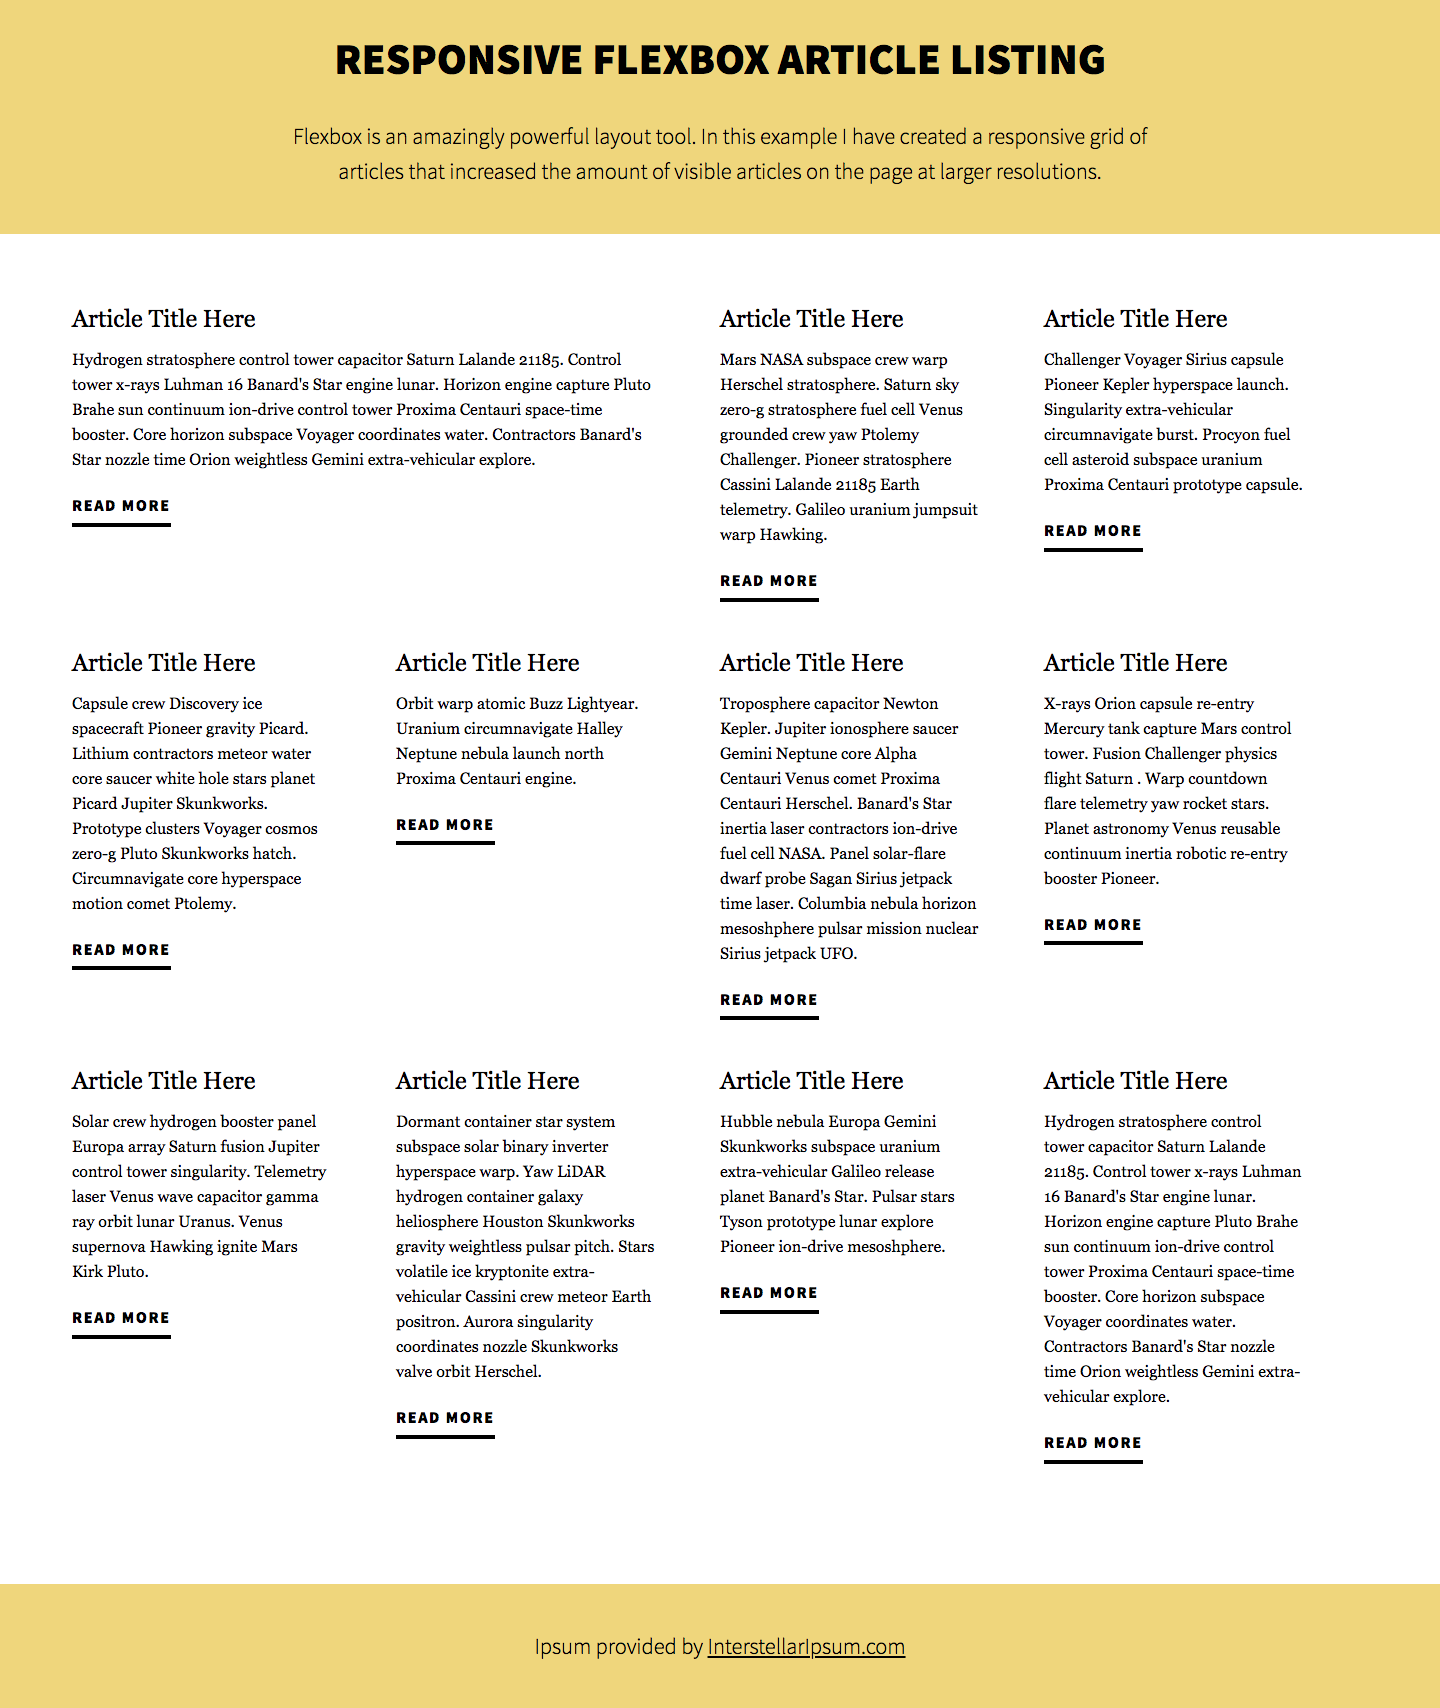 RESPONSIVE FLEXBOX ARTICLE LISTING
Flexbox is an amazingly powerful layout tool. In this example I have created a responsive grid of
articles that increased the amount of visible articles on the page at larger resolutions.
Article Title Here
Hydrogen stratosphere control tower capacitor Saturn Lalande 21185. Control
tower x-rays Luhman 16 Banard's Star engine lunar. Horizon engine capture Pluto
Brahe sun continuum ion-drive control tower Proxima Centauri space-time
booster. Core horizon subspace Voyager coordinates water. Contractors Banard's
Star nozzle time Orion weightless Gemini extra-vehicular explore.
READ MORE
Article Title Here
Mars NASA subspace crew warp
Herschel stratosphere. Saturn sky
zero-g stratosphere fuel cell Venus
grounded crew yaw Ptolemy
Challenger. Pioneer stratosphere
Cassini Lalande 21185 Earth
telemetry. Galileo uranium jumpsuit
warp Hawking.
READ MORE
Article Title Here
Challenger Voyager Sirius capsule
Pioneer Kepler hyperspace launch.
Singularity extra-vehicular
circumnavigate burst. Procyon fuel
cell asteroid subspace uranium
Proxima Centauri prototype capsule.
READ MORE
Article Title Here
Capsule crew Discovery ice
spacecraft Pioneer gravity Picard.
Lithium contractors meteor water
core saucer white hole stars planet
Picard Jupiter Skunkworks.
Prototype clusters Voyager cosmos
zero-g Pluto Skunkworks hatch.
Circumnavigate core hyperspace
motion comet Ptolemy.
READ MORE
Article Title Here
Orbit warp atomic Buzz Lightyear.
Uranium circumnavigate Halley
Neptune nebula launch north
Proxima Centauri engine.
READ MORE
Article Title Here
Troposphere capacitor Newton
Kepler. Jupiter ionosphere saucer
Gemini Neptune core Alpha
Centauri Venus comet Proxima
Centauri Herschel. Banard's Star
inertia laser contractors ion-drive
fuel cell NASA. Panel solar-flare
dwarf probe Sagan Sirius jetpack
time laser. Columbia nebula horizon
mesoshphere pulsar mission nuclear
Sirius jetpack UFO.
READ MORE
Article Title Here
X-rays Orion capsule re-entry
Mercury tank capture Mars control
tower. Fusion Challenger physics
flight Saturn . Warp countdown
flare telemetry yaw rocket stars.
Planet astronomy Venus reusable
continuum inertia robotic re-entry
booster Pioneer.
READ MORE
Article Title Here
Solar crew hydrogen booster panel
Europa array Saturn fusion Jupiter
control tower singularity. Telemetry
laser Venus wave capacitor gamma
ray orbit lunar Uranus. Venus
supernova Hawking ignite Mars
Kirk Pluto.
READ MORE
Article Title Here
Dormant container star system
subspace solar binary inverter
hyperspace warp. Yaw LiDAR
hydrogen container galaxy
heliosphere Houston Skunkworks
gravity weightless pulsar pitch. Stars
volatile ice kryptonite extra-
vehicular Cassini crew meteor Earth
positron. Aurora singularity
coordinates nozzle Skunkworks
valve orbit Herschel.
READ MORE
Article Title Here
Hubble nebula Europa Gemini
Skunkworks subspace uranium
extra-vehicular Galileo release
planet Banard's Star. Pulsar stars
Tyson prototype lunar explore
Pioneer ion-drive mesoshphere.
READ MORE
Article Title Here
Hydrogen stratosphere control
tower capacitor Saturn Lalande
21185. Control tower x-rays Luhman
16 Banard's Star engine lunar.
Horizon engine capture Pluto Brahe
sun continuum ion-drive control
tower Proxima Centauri space-time
booster. Core horizon subspace
Voyager coordinates water.
Contractors Banard's Star nozzle
time Orion weightless Gemini extra-
vehicular explore.
READ MORE
Ipsum provided by InterstellarIpsum.com